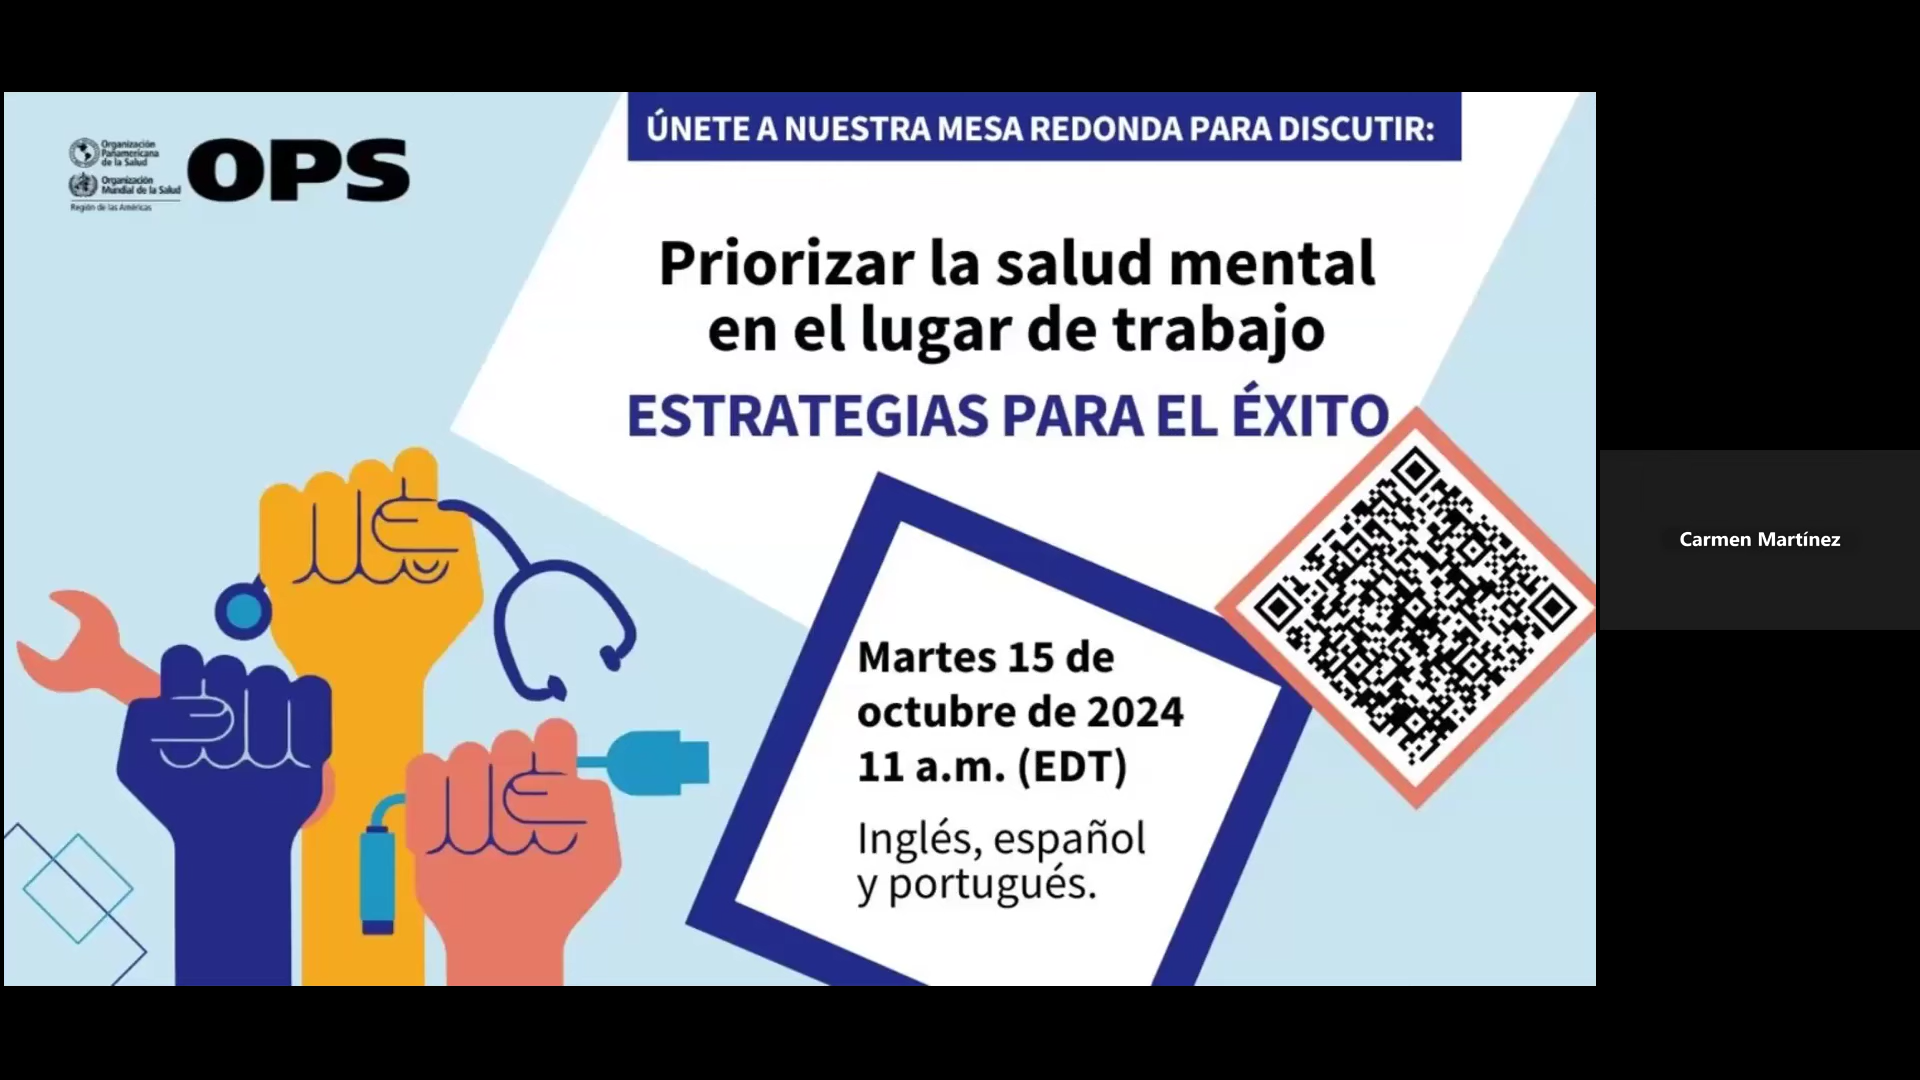 Organización
Panamericana
de la Salud
Organización
Mundial de la Salud
Región de las Américas
OPS
ÚNETE A NUESTRA MESA REDONDA PARA DISCUTIR:
Priorizar la salud mental
en el lugar de trabajo
ESTRATEGIAS PARA EL ÉXITO
Martes 15 de
octubre de 2024
11 a.m. (EDT)
Inglés, español
y portugués.
Carmen Martínez